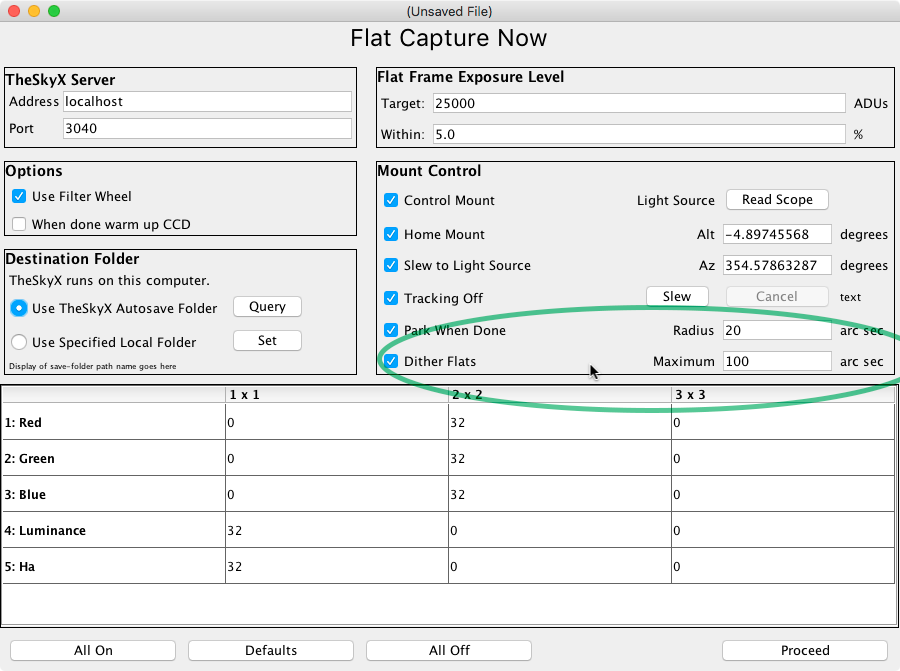 (Unsaved File)
Flat Capture Now
TheSkyX Server
Address localhost
Port 3040
Flat Frame Exposure Level
Target: 25000 ADUs
Within: 5.0 %
Options
Use Filter Wheel
When done warm up CCD
Destination Folder
TheSkyX runs on this computer.
Use TheSkyX Autosave Folder Query
Use Specified Local Folder Set
Display of save-folder path name goes here
Mount Control
Control Mount Light Source Read Scope
Home Mount Alt -4.89745568 degrees
Slew to Light Source Az 354.57863287 degrees
Tracking Off Slew Cancel text
Park When Done Radius 20 arc sec
Dither Flats Maximum 100 arc sec
1 x 1 2 x 2 3 x 3
1: Red 0 32 0
2: Green 0 32 0
3: Blue 0 32 0
4: Luminance 32 0 0
5: Ha 32 0 0
All On Defaults All Off Proceed